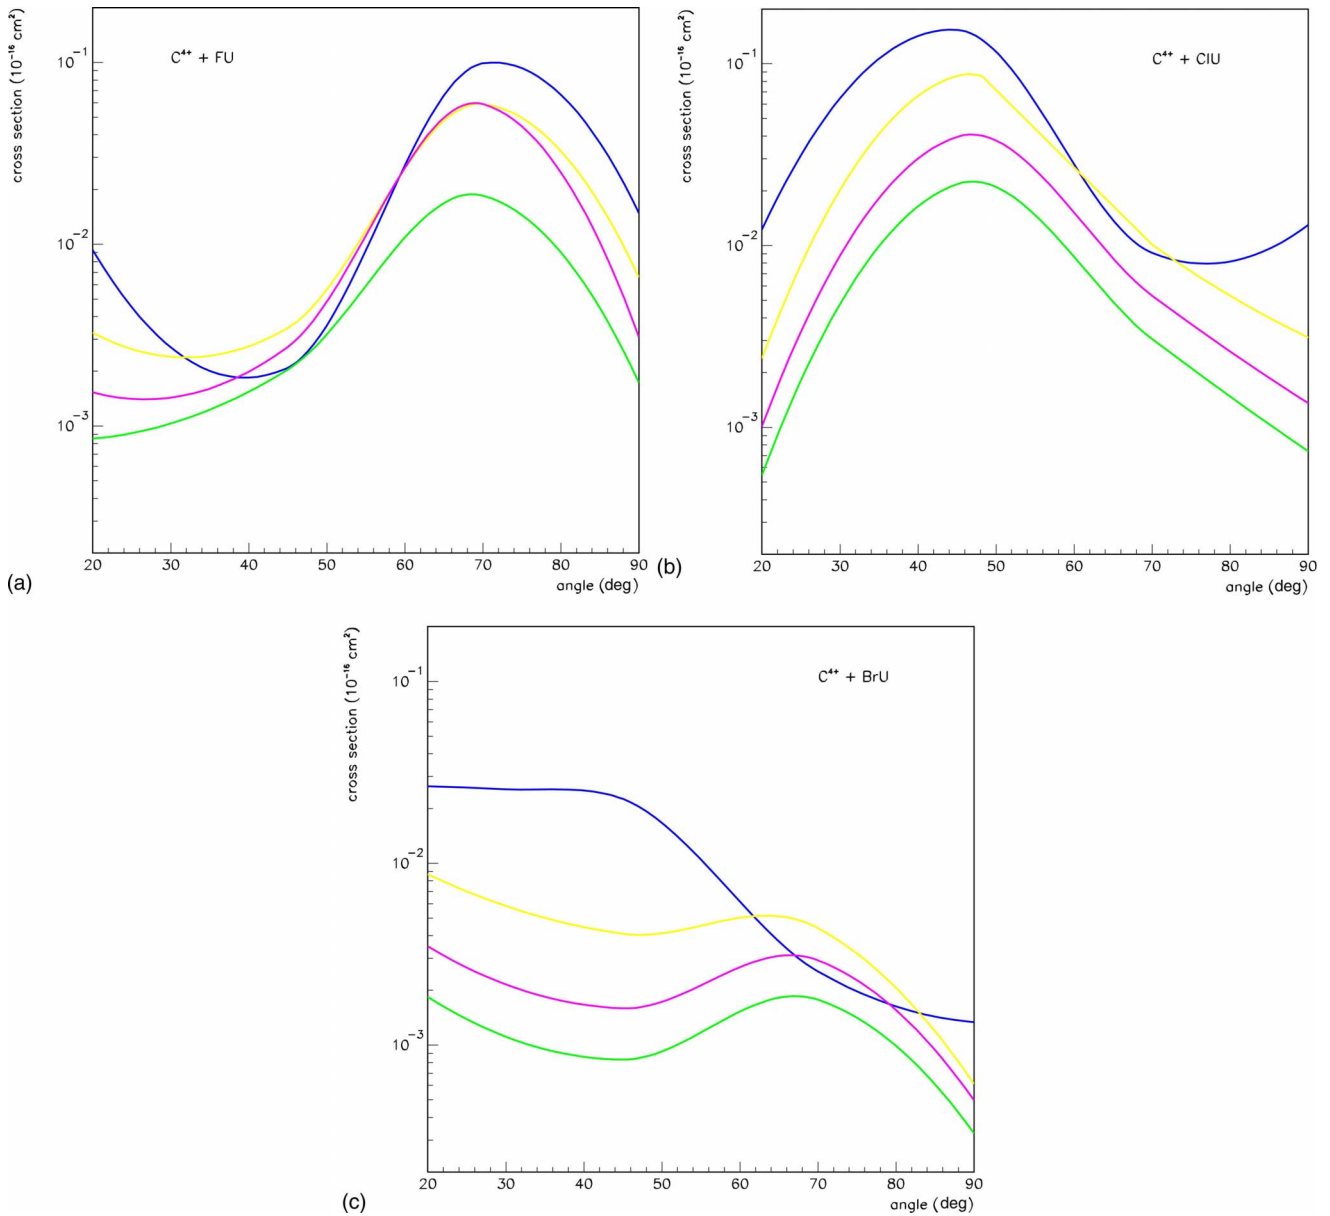 cross section (10⁻¹⁶ cm²)
C⁴⁺ + FU
10⁻¹
10⁻²
10⁻³
20 30 40 50 60 70 80 90
angle (deg)
(a)
cross section (10⁻¹⁶ cm²)
C⁴⁺ + ClU
10⁻¹
10⁻²
10⁻³
20 30 40 50 60 70 80 90
angle (deg)
(b)
cross section (10⁻¹⁶ cm²)
C⁴⁺ + BrU
10⁻¹
10⁻²
10⁻³
20 30 40 50 60 70 80 90
angle (deg)
(c)